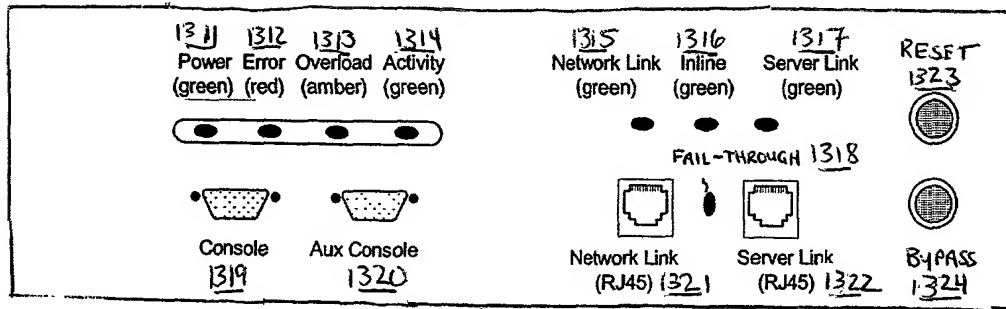 1311 1312 1313 1314 1315 1316 1317
Power Error Overload Activity Network Link Inline Server Link RESET
(green) (red) (amber) (green) (green) (green) (green) 1323
FAIL-THROUGH 1318
Console Aux Console Network Link Server Link BYPASS
1319 1320 (RJ45) 1321 (RJ45) 1322 1324